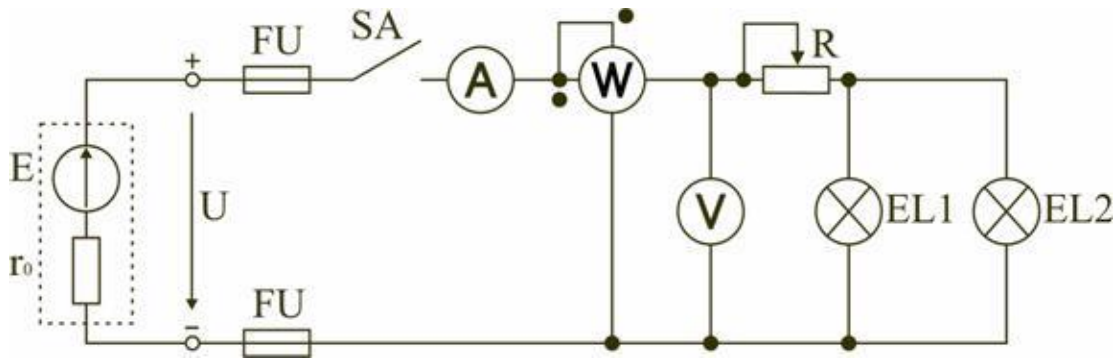 FU SA
A W R
+
E
U
V EL1 EL2
r₀
FU
−